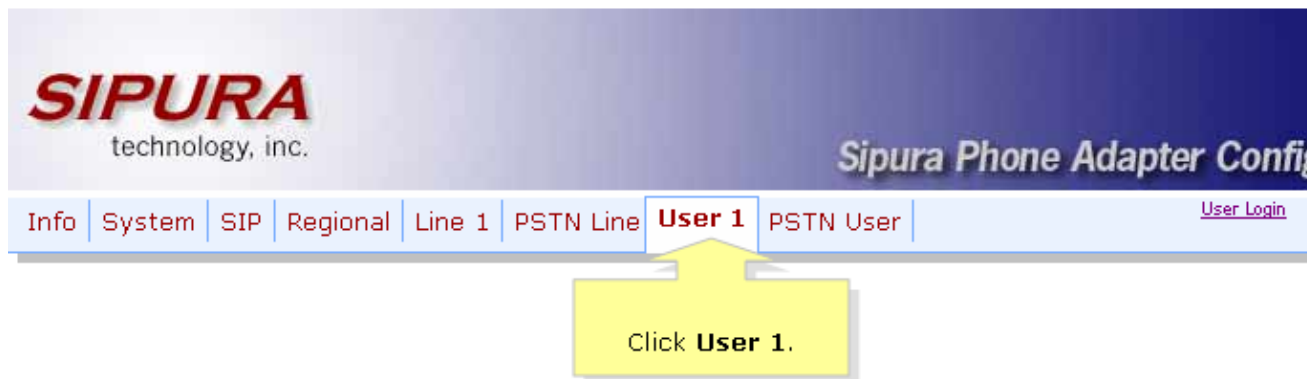 SIPURA
technology, inc.
Sipura Phone Adapter Config
Info System SIP Regional Line 1 PSTN Line User 1 PSTN User User Login
Click User 1.